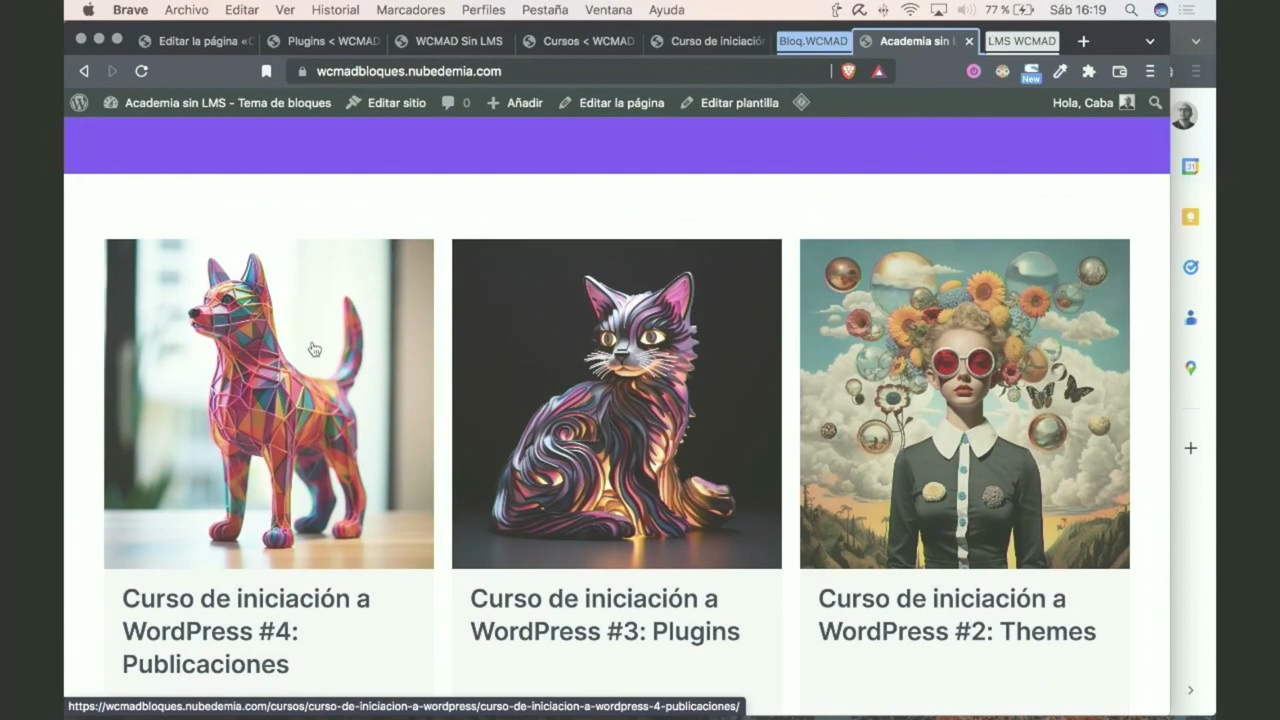 Brave Archivo Editar Ver Historial Marcadores Perfiles Pestaña Ventana Ayuda 77 % Sáb 16:19
Editar la página «C Plugins < WCMAD WCMAD Sin LMS Cursos < WCMAD Curso de iniciación Bloq.WCMAD Academia sin L LMS WCMAD
wcmadbloques.nubedemia.com
New
Academia sin LMS - Tema de bloques Editar sitio 0 Añadir Editar la página Editar plantilla Hola, Caba
31
Curso de iniciación a
WordPress #4:
Publicaciones
Curso de iniciación a
WordPress #3: Plugins
Curso de iniciación a
WordPress #2: Themes
https://wcmadbloques.nubedemia.com/cursos/curso-de-iniciacion-a-wordpress/curso-de-iniciacion-a-wordpress-4-publicaciones/